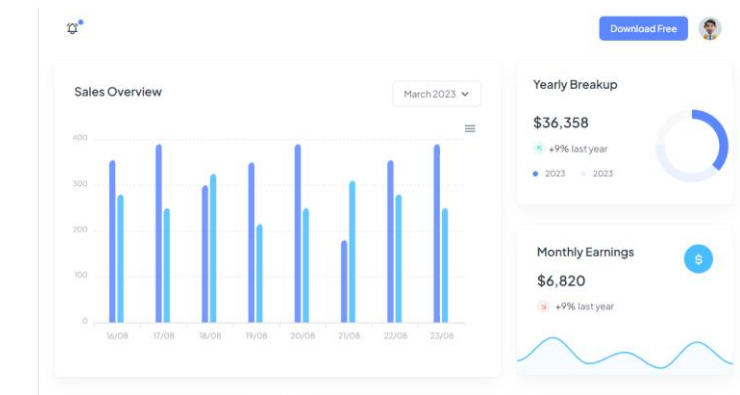 Download Free
Sales Overview
March 2023
400
300
200
100
0
16/08 17/08 18/08 19/08 20/08 21/08 22/08 23/08
Yearly Breakup
$36,358
+9% last year
2023 2023
Monthly Earnings
$
$6,820
+9% last year